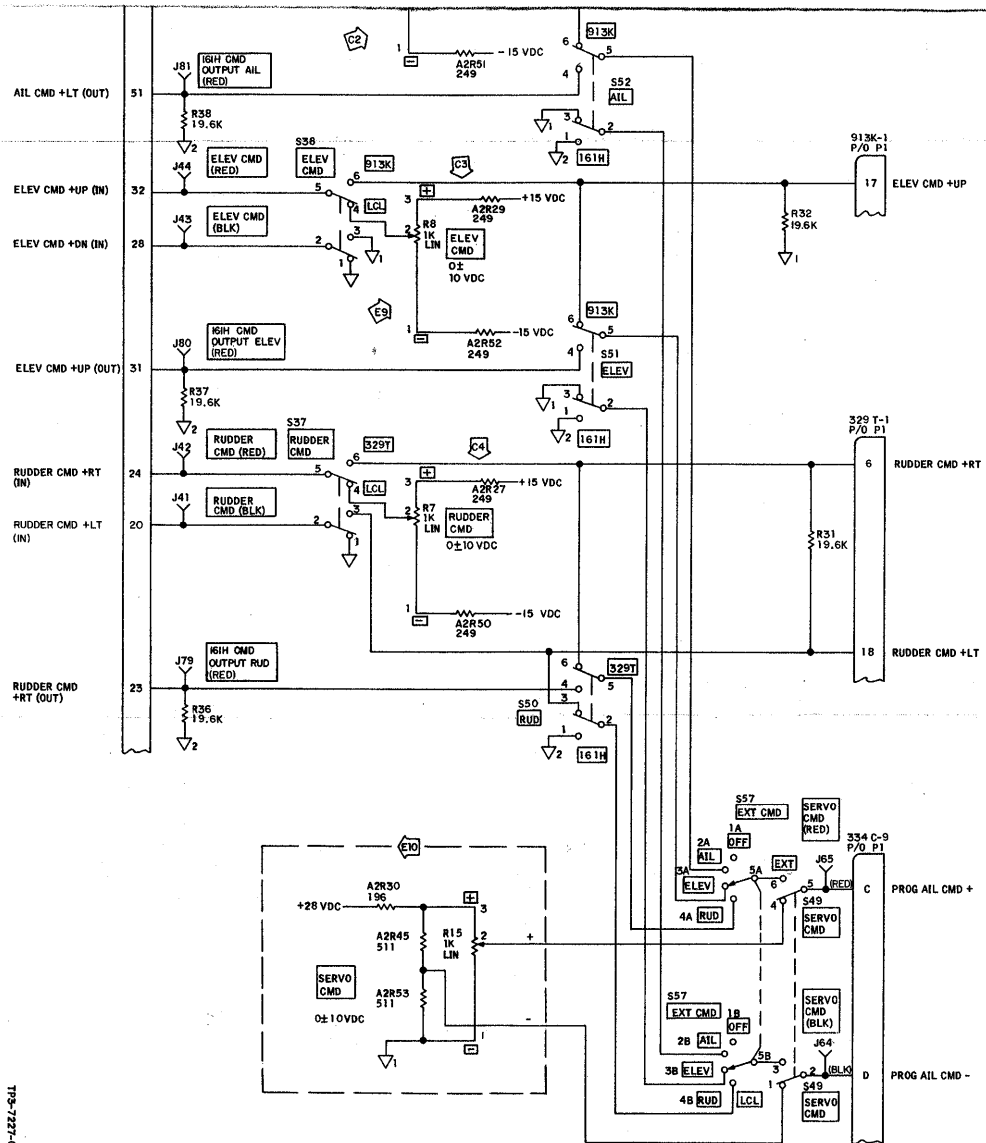 C2
1
-15 VDC
A2R51
249
913K
6
5
4
S52
AIL
3
2
1
1
2
161H
J81
161H CMD
OUTPUT AIL
(RED)
AIL CMD +LT (OUT)
51
R38
19.6K
2
J44
ELEV CMD
(RED)
S38
ELEV
CMD
913K
6
C3
ELEV CMD +UP (IN)
32
5
4
LCL
3
A2R29
249
+15 VDC
913K-1
P/O P1
17
ELEV CMD +UP
R32
19.6K
1
J43
ELEV CMD
(BLK)
ELEV CMD +DN (IN)
28
2
3
1
1
2
R8
1K
LIN
ELEV
CMD
0±
10 VDC
E9
1
-15 VDC
A2R52
249
913K
6
5
4
S51
ELEV
3
2
1
1
2
161H
J80
161H CMD
OUTPUT ELEV
(RED)
ELEV CMD +UP (OUT)
31
R37
19.6K
2
J42
RUDDER
CMD (RED)
S37
RUDDER
CMD
329T
6
C4
RUDDER CMD +RT
(IN)
24
5
4
LCL
3
A2R27
249
+15 VDC
329 T-1
P/O P1
6
RUDDER CMD +RT
J41
RUDDER
CMD (BLK)
RUDDER CMD +LT
(IN)
20
2
3
1
2
R7
1K
LIN
RUDDER
CMD
0±10 VDC
R31
19.6K
1
-15 VDC
A2R50
249
18
RUDDER CMD +LT
J79
161H CMD
OUTPUT RUD
(RED)
RUDDER CMD
+RT (OUT)
23
R36
19.6K
2
6
329T
4
5
3
S50
RUD
2
1
2
161H
E10
+28 VDC
A2R30
196
3
A2R45
511
R15
1K
LIN
2
+
SERVO
CMD
A2R53
511
0±10VDC
-
1
1
S57
EXT CMD
1A
OFF
2A
AIL
3A
ELEV
4A
RUD
5A
EXT
6
5
4
SERVO
CMD
(RED)
J65
(RED)
S49
SERVO
CMD
334 C-9
P/O P1
C
PROG AIL CMD +
S57
EXT CMD
1B
OFF
2B
AIL
3B
ELEV
4B
RUD
5B
LCL
3
2
1
SERVO
CMD
(BLK)
J64
(BLK)
S49
SERVO
CMD
D
PROG AIL CMD -